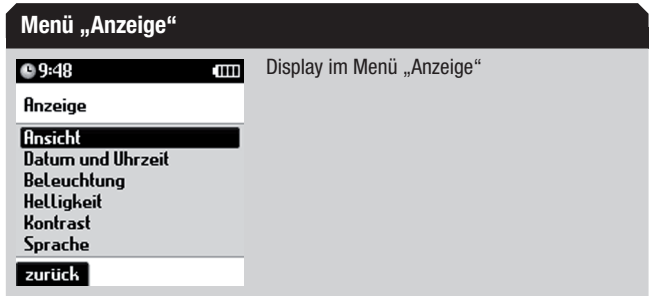 Menü „Anzeige“
9:48
Display im Menü „Anzeige“
Anzeige
Ansicht
Datum und Uhrzeit
Beleuchtung
Helligkeit
Kontrast
Sprache
zurück